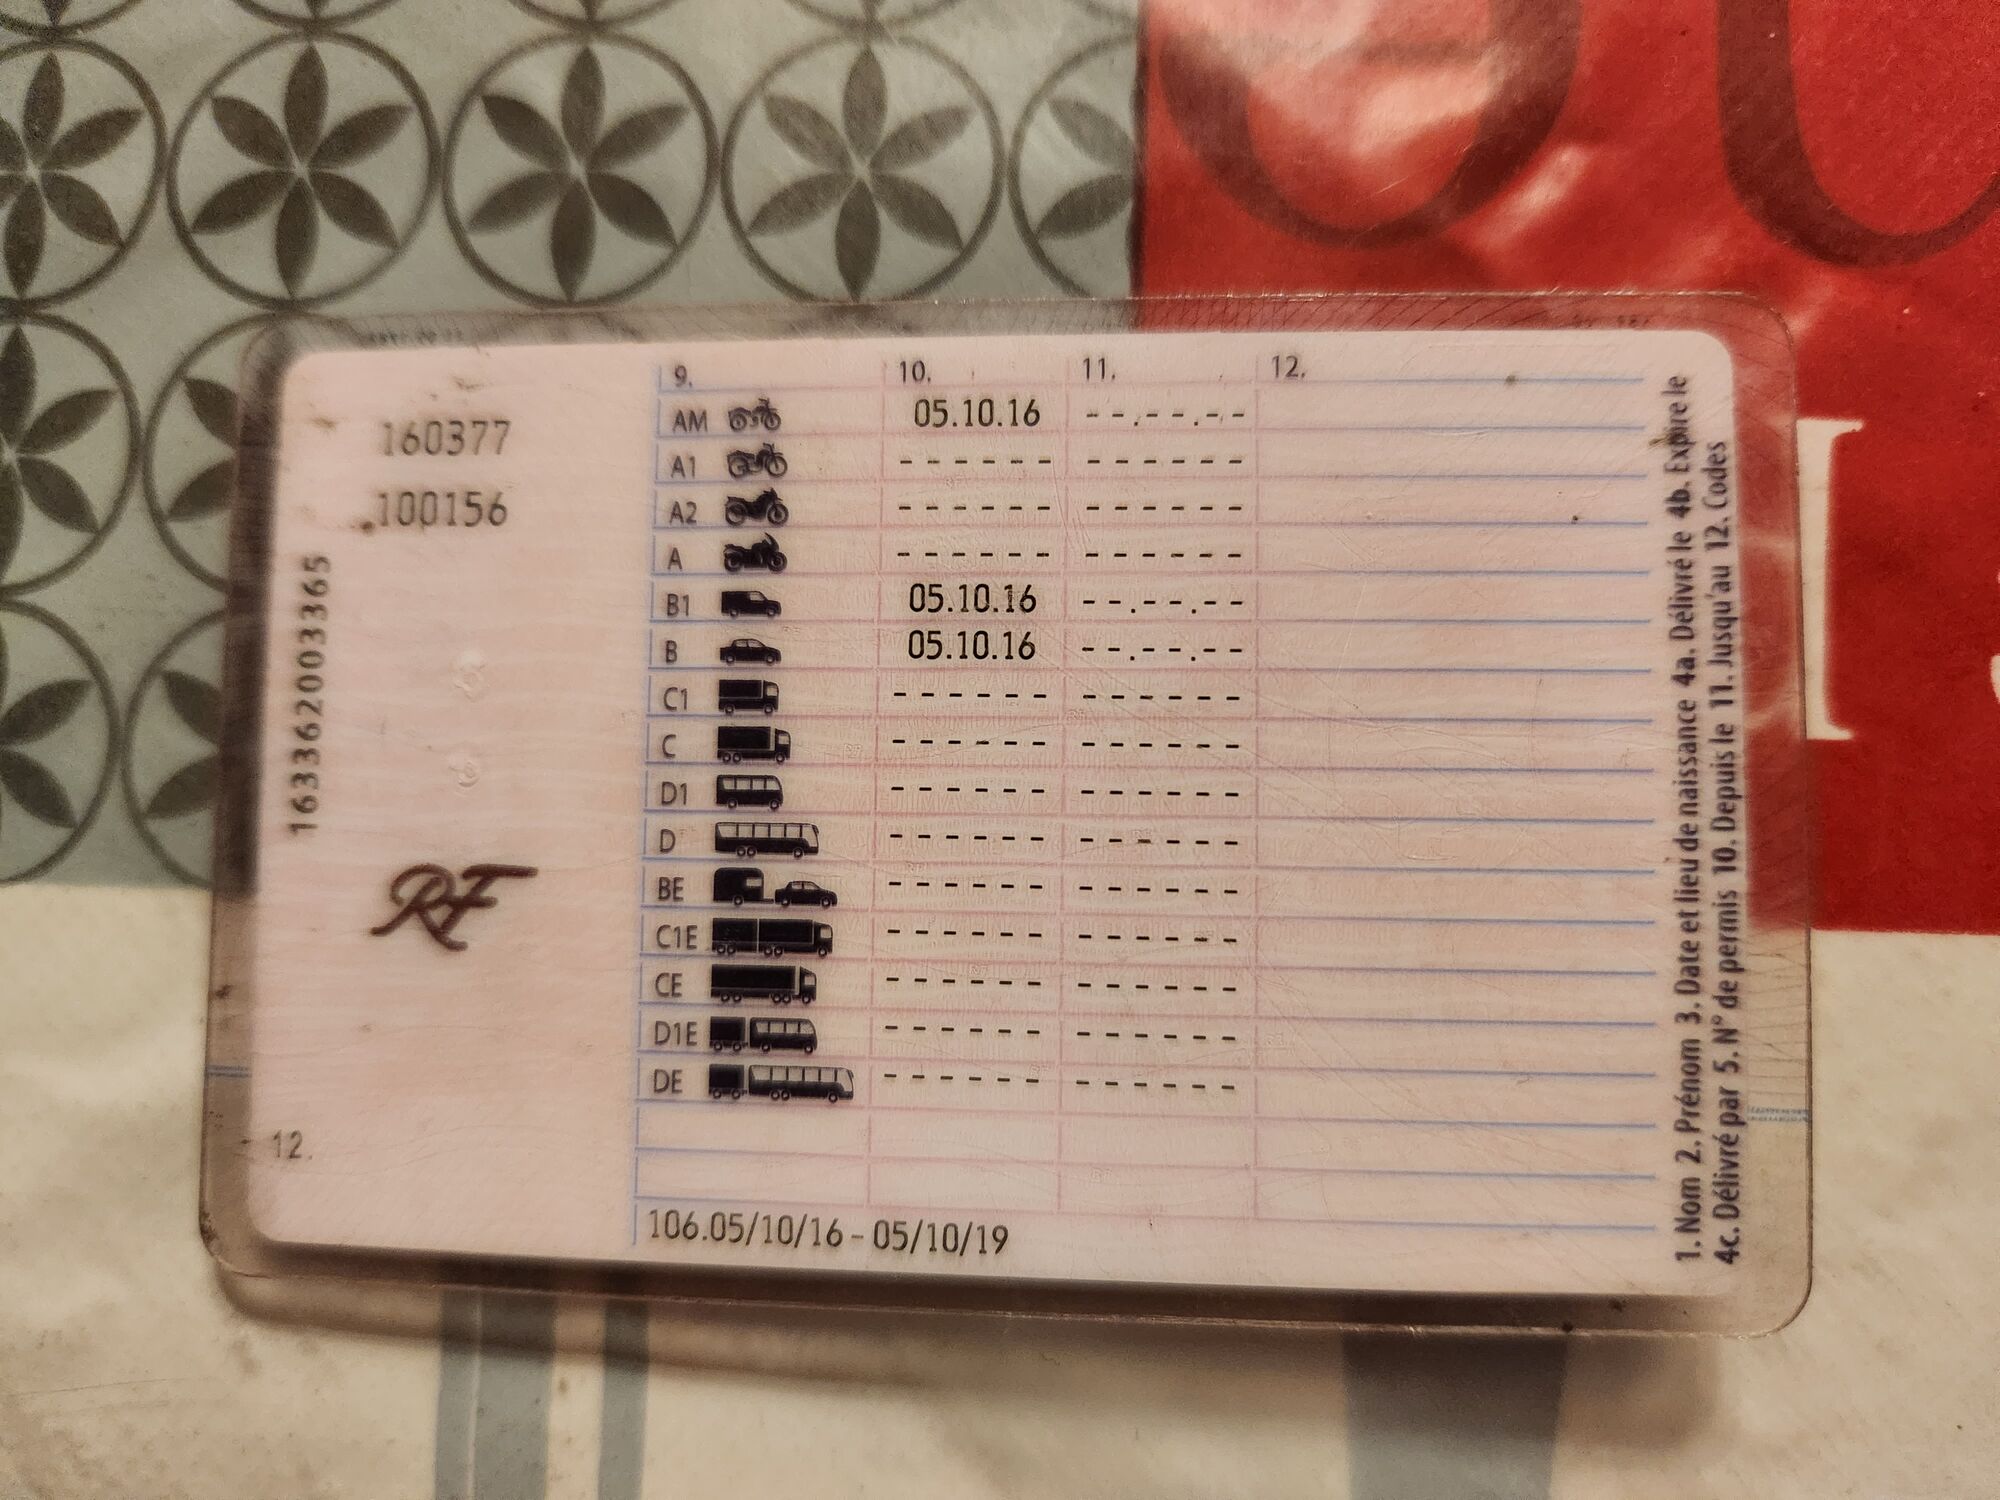 9. 10. 11. 12.
160377
100156
163362003365
AM 05.10.16 --.--.--
A1 ------ ------
A2 ------ ------
A ------ ------
B1 05.10.16 --.--.--
B 05.10.16 --.--.--
C1 ------ ------
C ------ ------
D1 ------ ------
D ------ ------
BE ------ ------
C1E ------ ------
CE ------ ------
D1E ------ ------
DE ------ ------
RF
12.
106.05/10/16 - 05/10/19
1. Nom 2. Prénom 3. Date et lieu de naissance 4a. Délivré le 4b. Expire le
4c. Délivré par 5. N° de permis 10. Depuis le 11. Jusqu'au 12. Codes